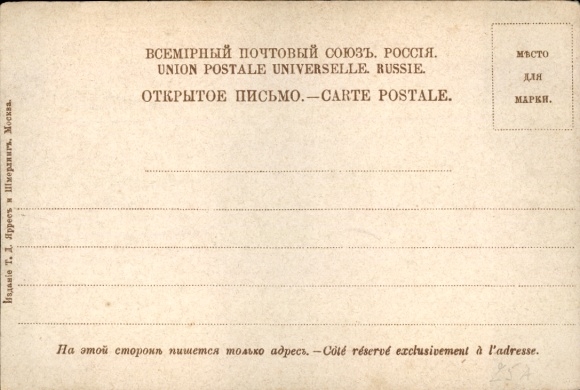 ВСЕМІРНЫЙ ПОЧТОВЫЙ СОЮЗЪ. РОССІЯ.
UNION POSTALE UNIVERSELLE. RUSSIE.
ОТКРЫТОЕ ПИСЬМО.—CARTE POSTALE.
МѢСТО
ДЛЯ
МАРКИ.
Изданіе Т. Д. Яррсъ и Шмерлингъ, Москва.
На этой сторонѣ пишется только адресъ.—Côté réservé exclusivement à l'adresse.